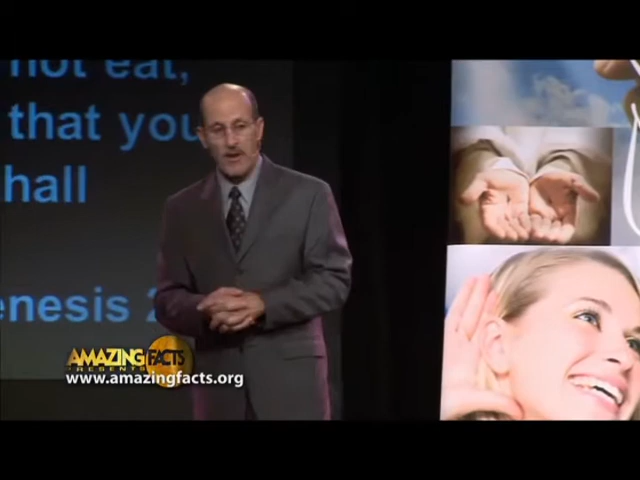 not eat,
that you
hall
enesis 2
AMAZING FACTS
PRESENTS
www.amazingfacts.org